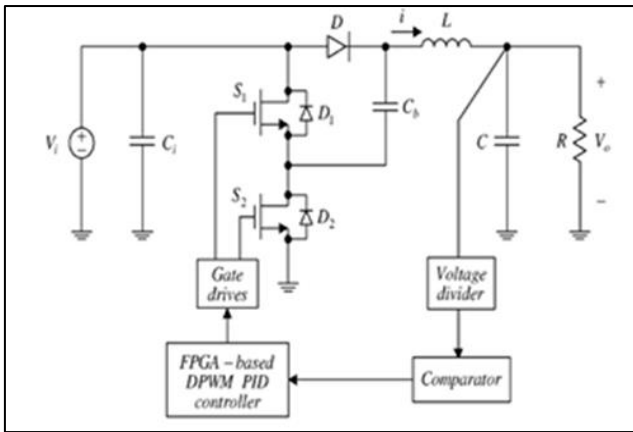 D
i
L
S1
D1
Cb
Vi
+
−
Ci
C
R
+
Vo
−
S2
D2
Gate
drives
Voltage
divider
FPGA – based
DPWM PID
controller
Comparator